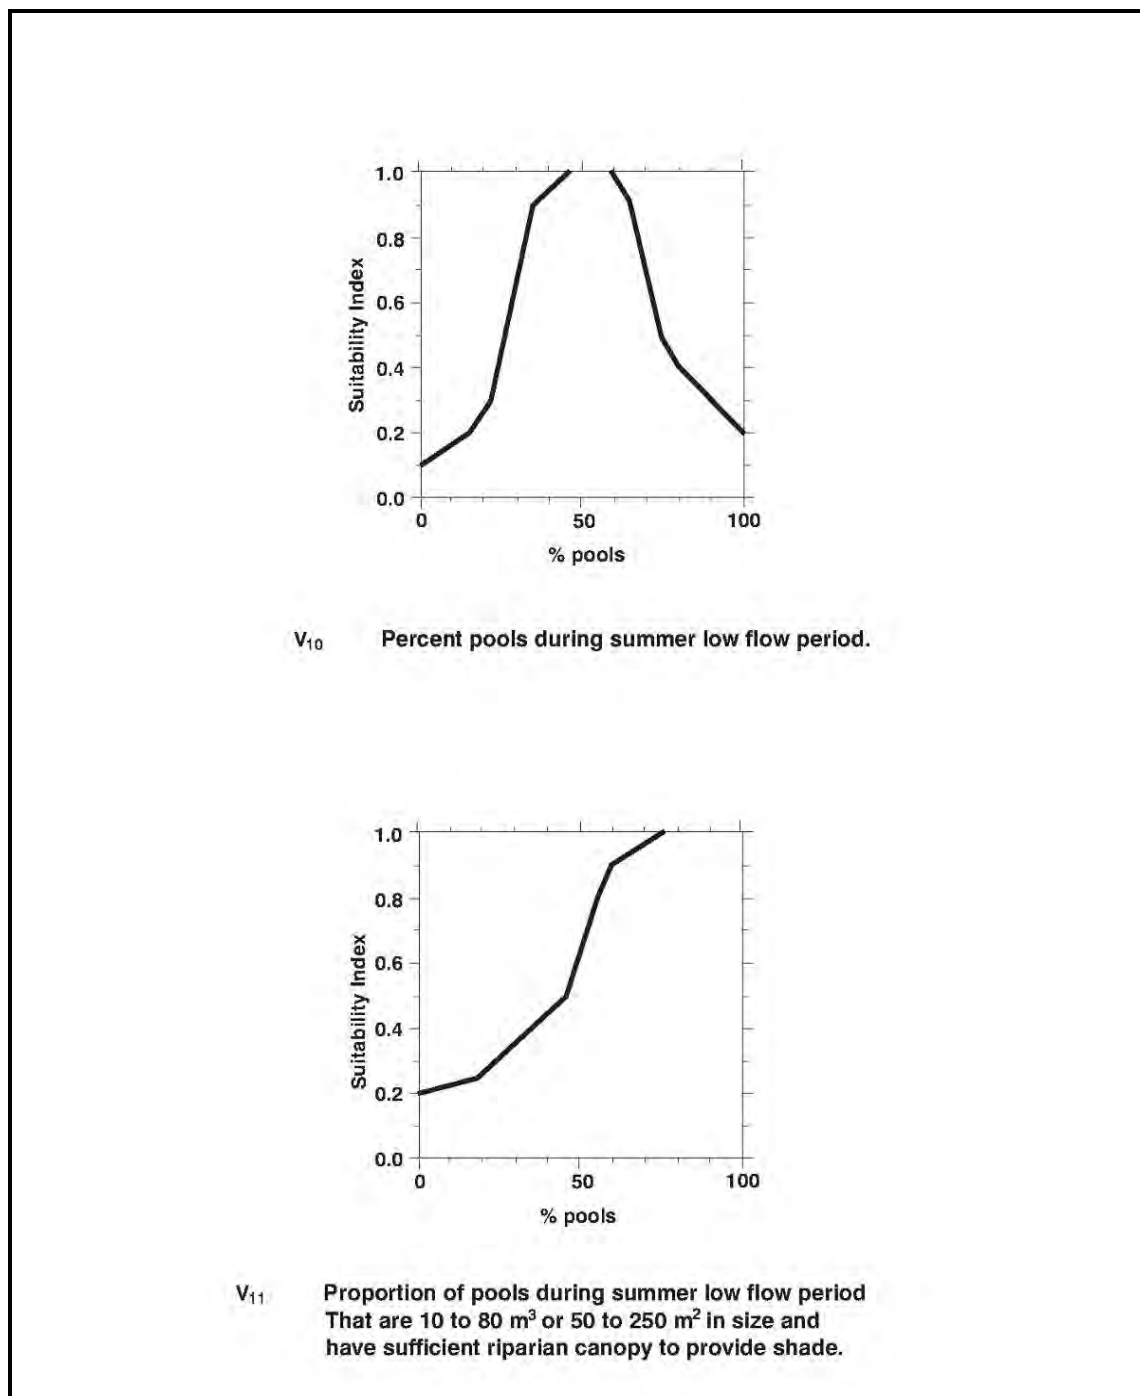 1.0
0.8
0.6
0.4
0.2
0.0
Suitability Index
0 50 100
% pools
V₁₀ Percent pools during summer low flow period.
1.0
0.8
0.6
0.4
0.2
0.0
Suitability Index
0 50 100
% pools
V₁₁ Proportion of pools during summer low flow period
That are 10 to 80 m³ or 50 to 250 m² in size and
have sufficient riparian canopy to provide shade.